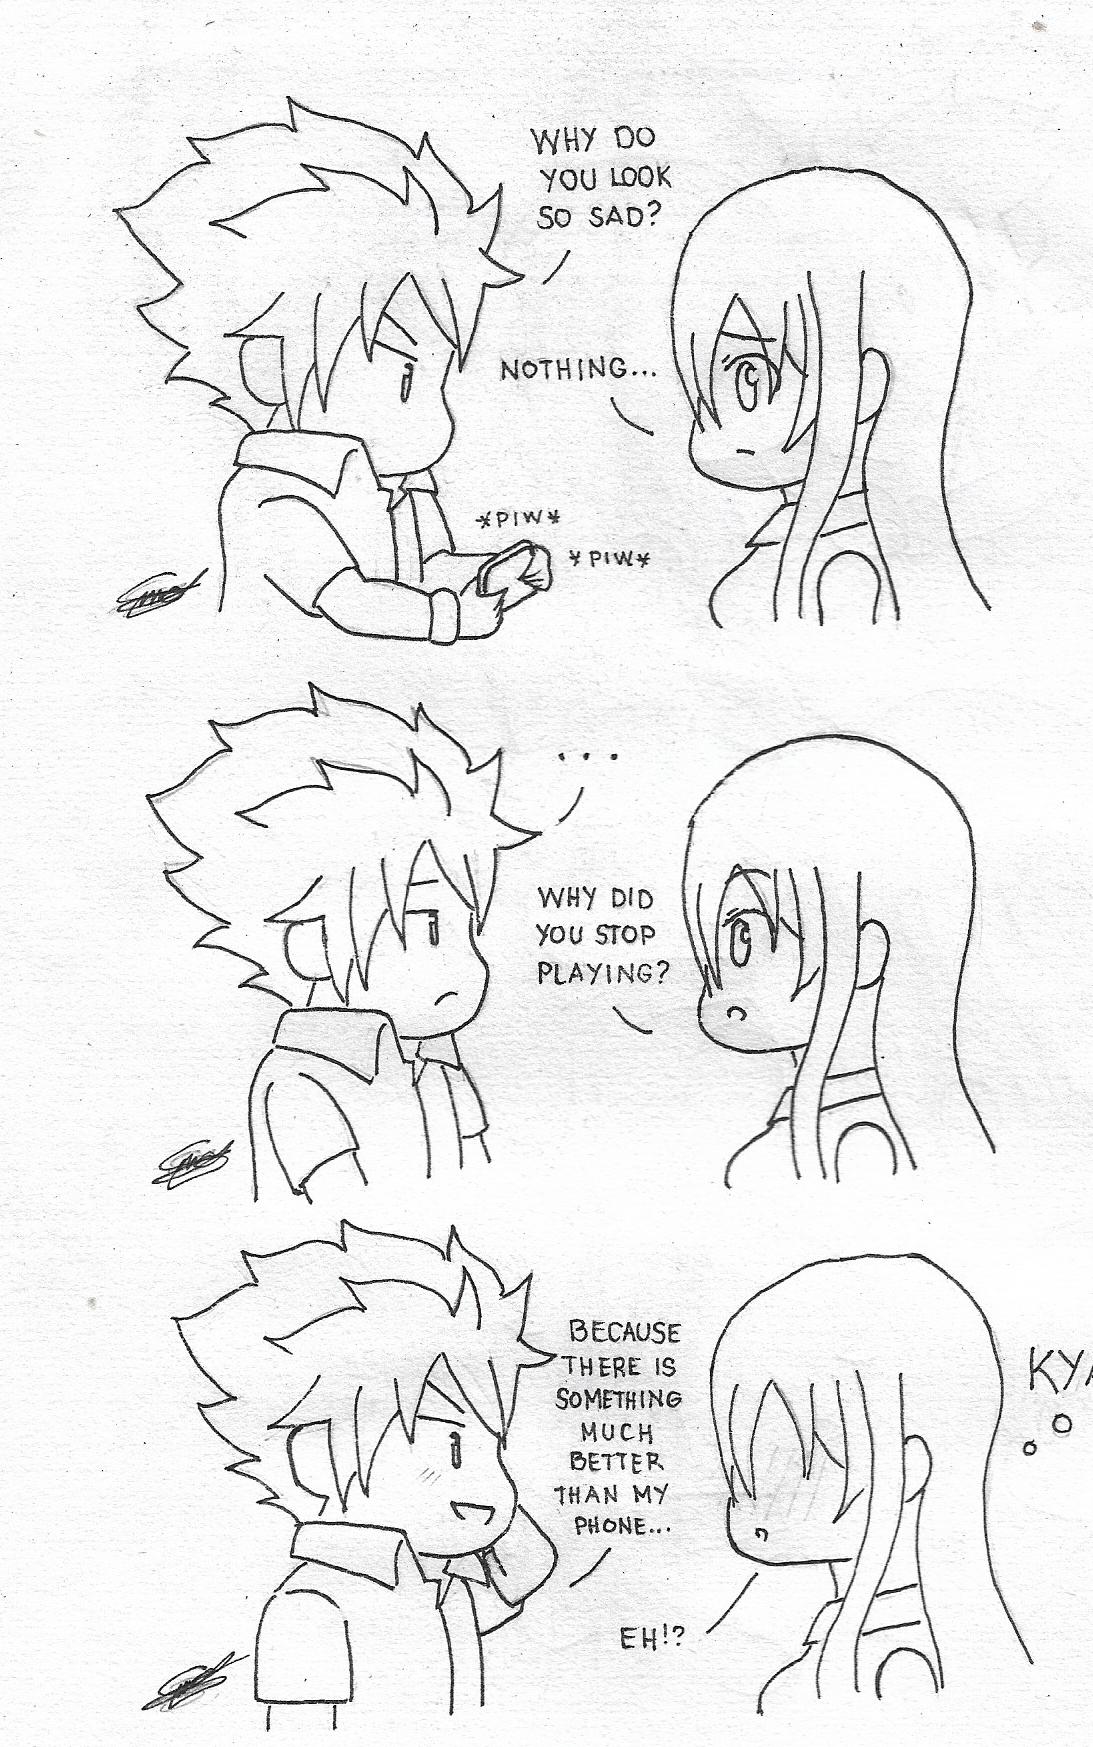 WHY DO
YOU LOOK
SO SAD?
NOTHING...
*PIW*
*PIW*
...
WHY DID
YOU STOP
PLAYING?
BECAUSE
THERE IS
SOMETHING
MUCH
BETTER
THAN MY
PHONE...
EH!?
KYA